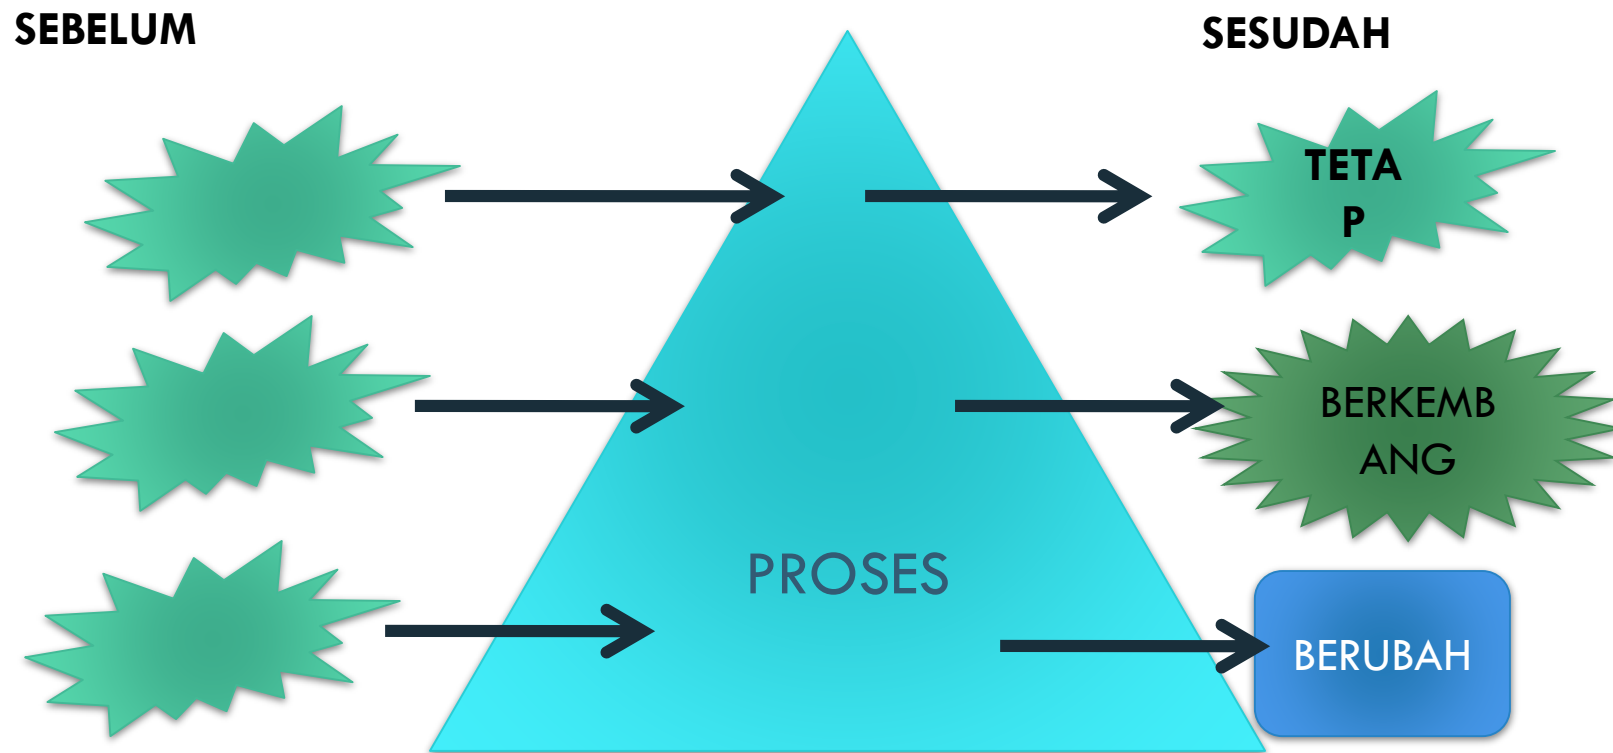 SEBELUM
SESUDAH
TETA
P
BERKEMB
ANG
PROSES
BERUBAH